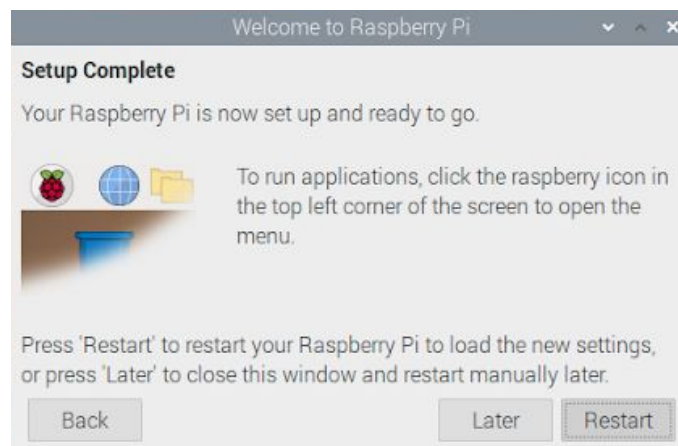 Welcome to Raspberry Pi
Setup Complete
Your Raspberry Pi is now set up and ready to go.
To run applications, click the raspberry icon in
the top left corner of the screen to open the
menu.
Press 'Restart' to restart your Raspberry Pi to load the new settings,
or press 'Later' to close this window and restart manually later.
Back
Later
Restart